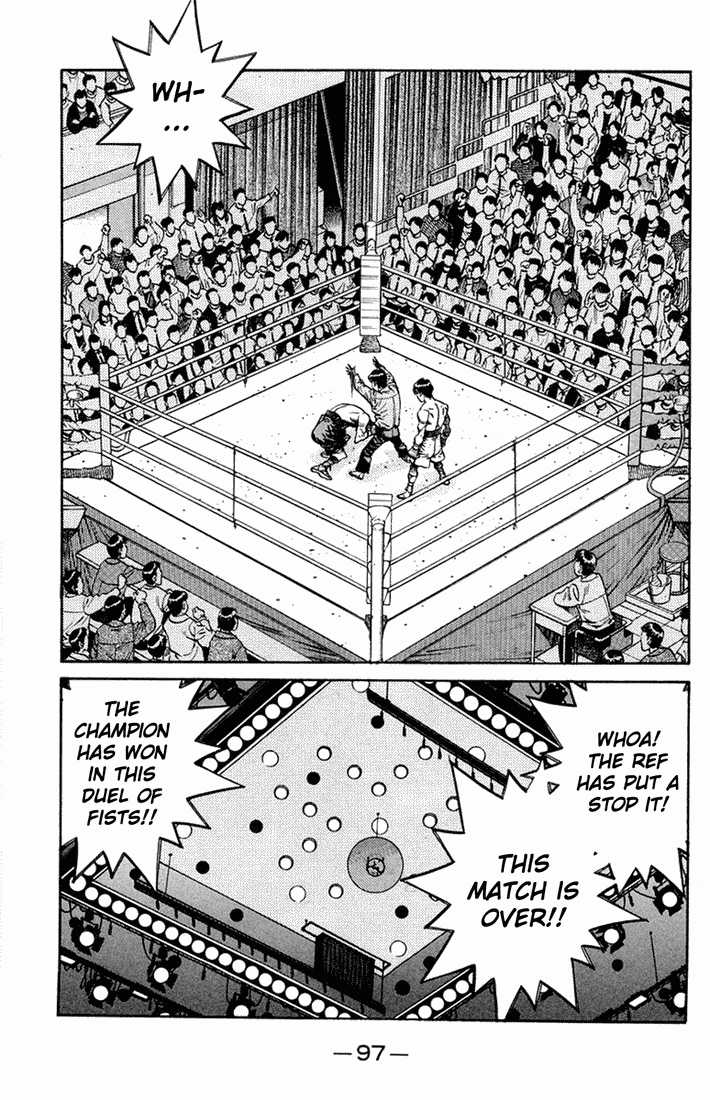 WH-
...
WHOA!
THE REF
HAS PUT A
STOP IT!
THIS
MATCH IS
OVER!!
THE
CHAMPION
HAS WON
IN THIS
DUEL OF
FISTS!!
—97—